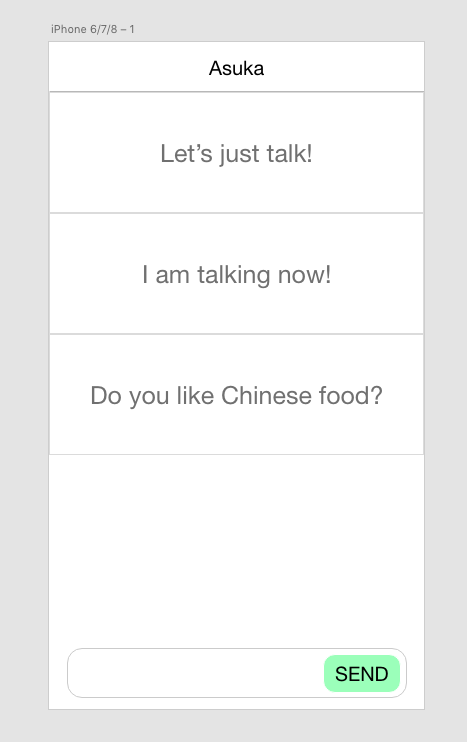 iPhone 6/7/8 – 1
Asuka
Let’s just talk!
I am talking now!
Do you like Chinese food?
SEND